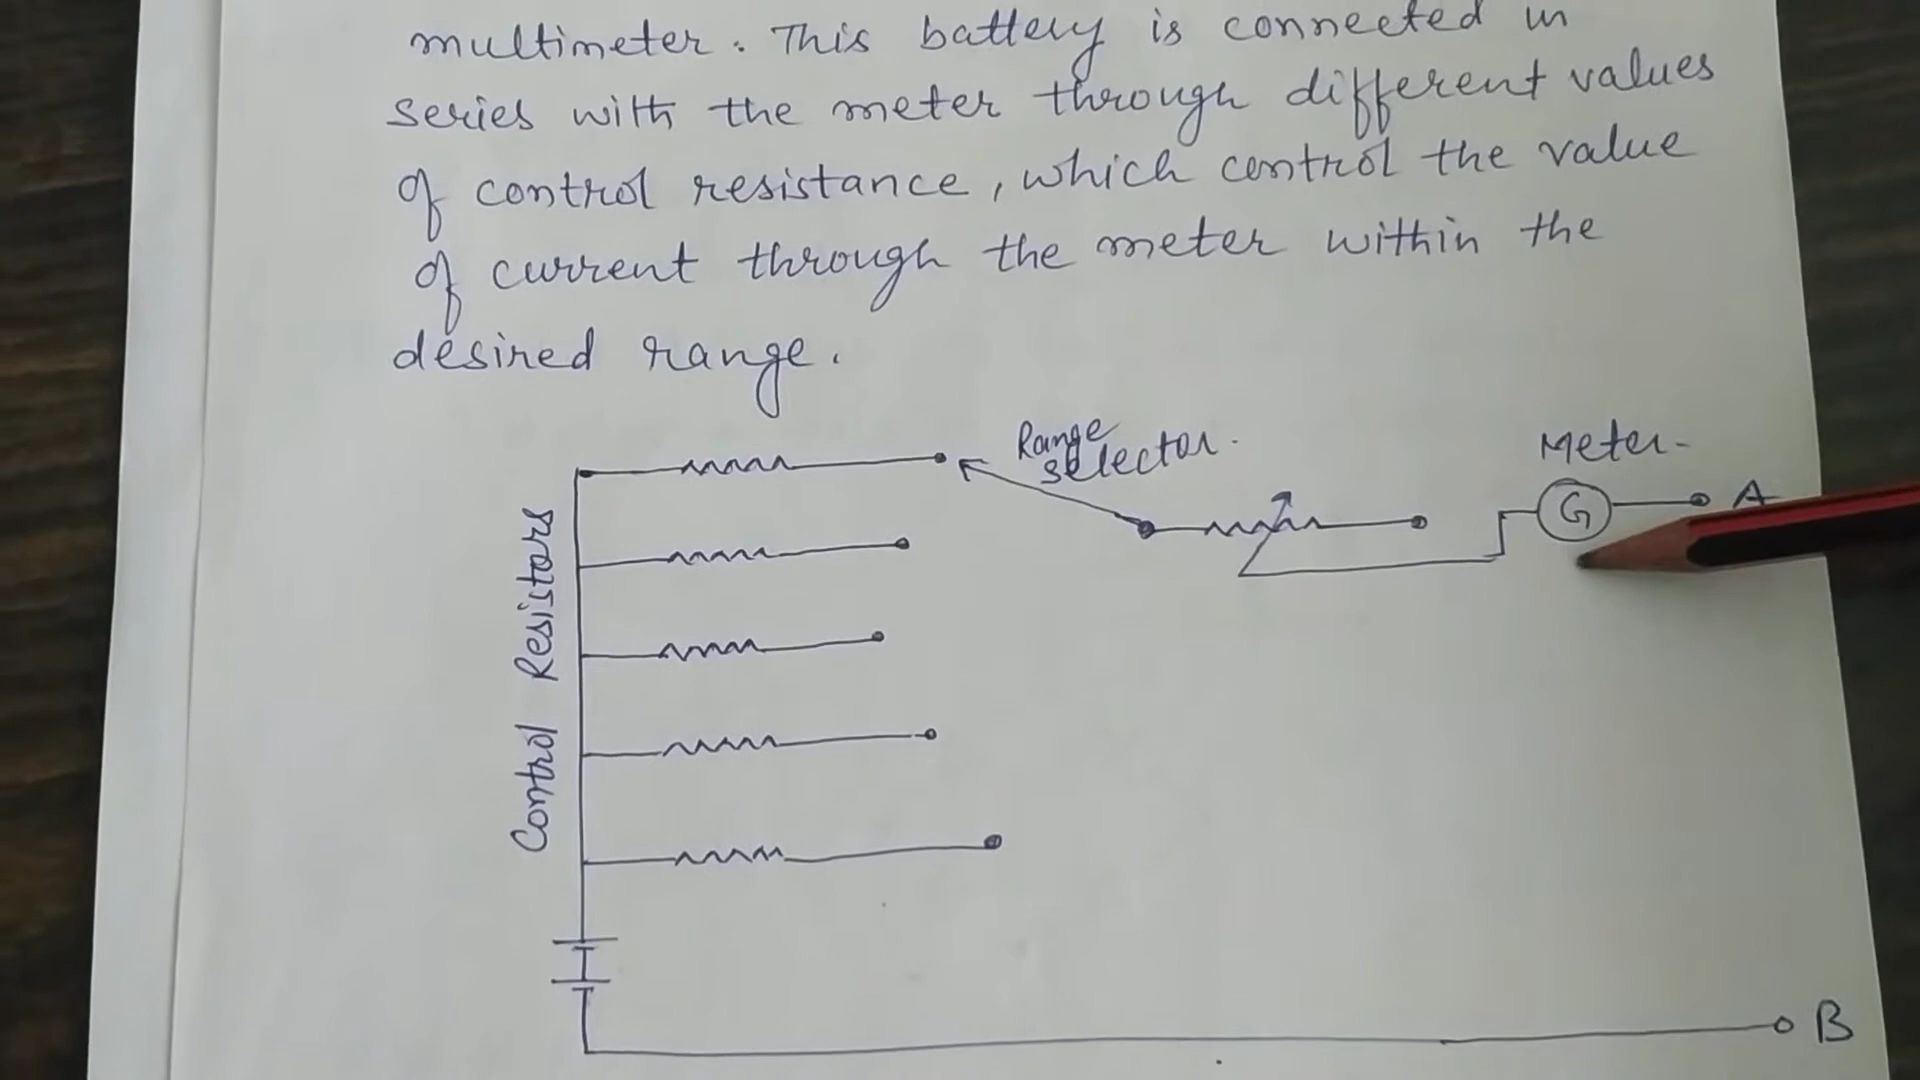 multimeter. This battery is connected in
series with the meter through different values
of control resistance, which control the value
of current through the meter within the
desired range.
Range
selector.
Meter-
G
A
Control Resistors
B